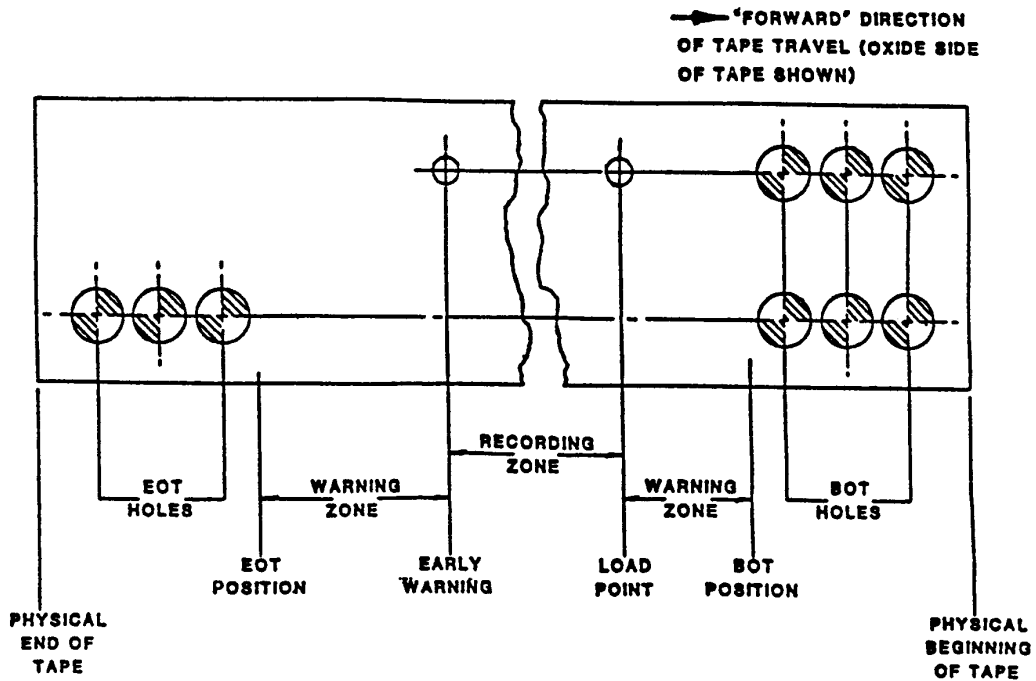 "FORWARD" DIRECTION
OF TAPE TRAVEL (OXIDE SIDE
OF TAPE SHOWN)
RECORDING
ZONE
EOT
HOLES
WARNING
ZONE
WARNING
ZONE
BOT
HOLES
EOT
POSITION
EARLY
WARNING
LOAD
POINT
BOT
POSITION
PHYSICAL
END OF
TAPE
PHYSICAL
BEGINNING
OF TAPE